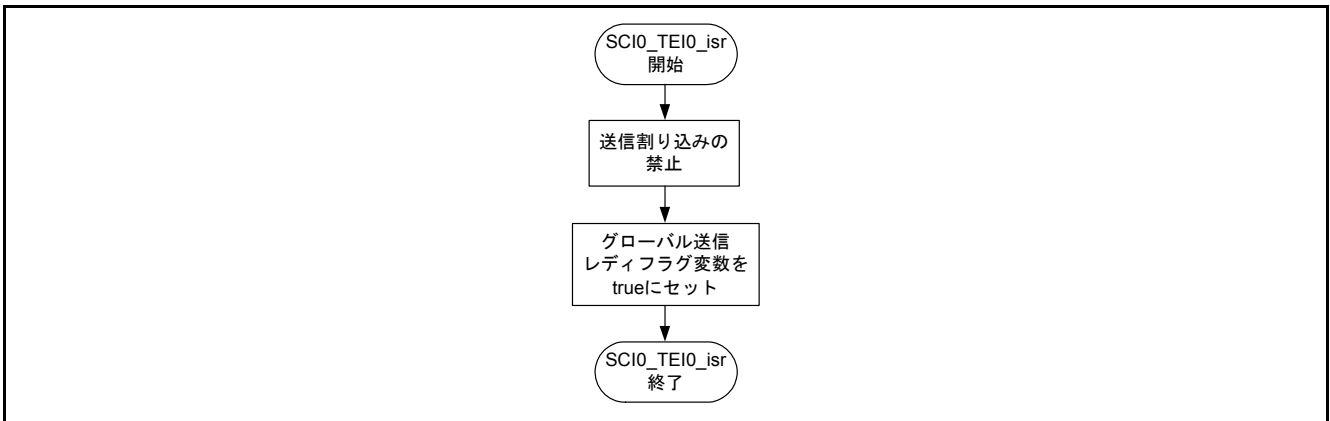 SCI0_TEI0_isr
開始
送信割り込みの
禁止
グローバル送信
レディフラグ変数を
trueにセット
SCI0_TEI0_isr
終了